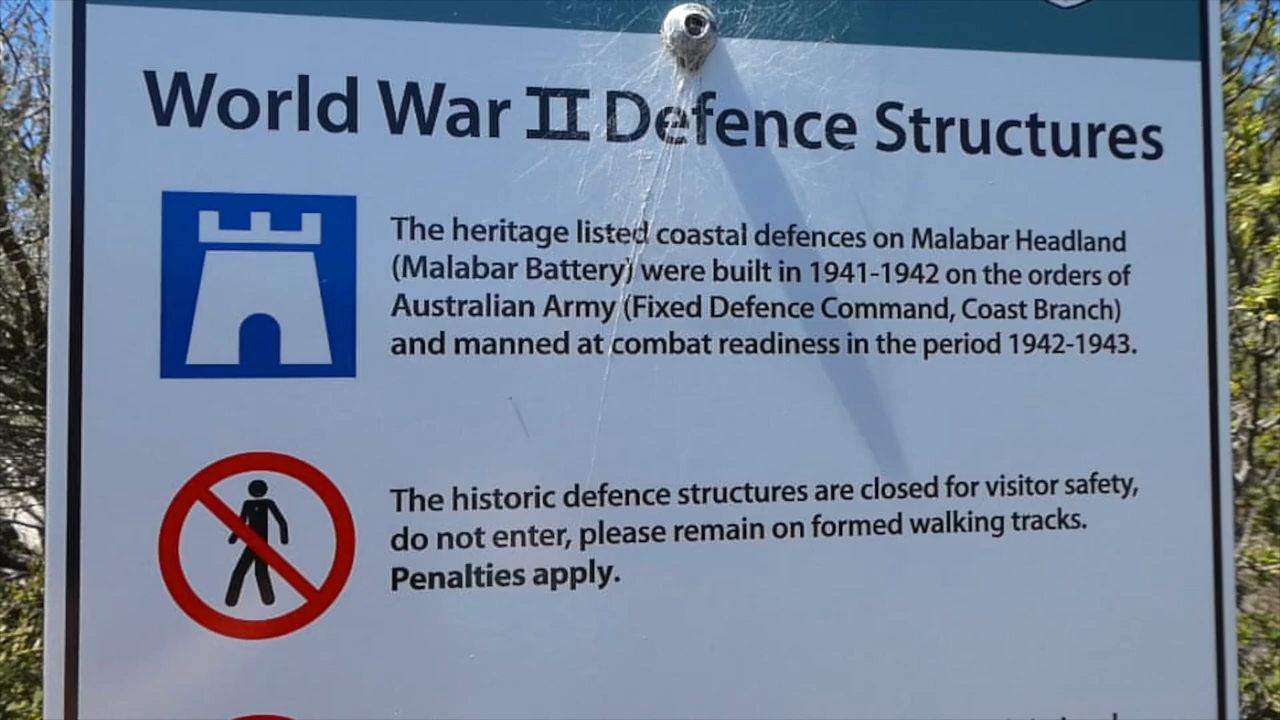 World War II Defence Structures
The heritage listed coastal defences on Malabar Headland
(Malabar Battery) were built in 1941-1942 on the orders of
Australian Army (Fixed Defence Command, Coast Branch)
and manned at combat readiness in the period 1942-1943.
The historic defence structures are closed for visitor safety,
do not enter, please remain on formed walking tracks.
Penalties apply.